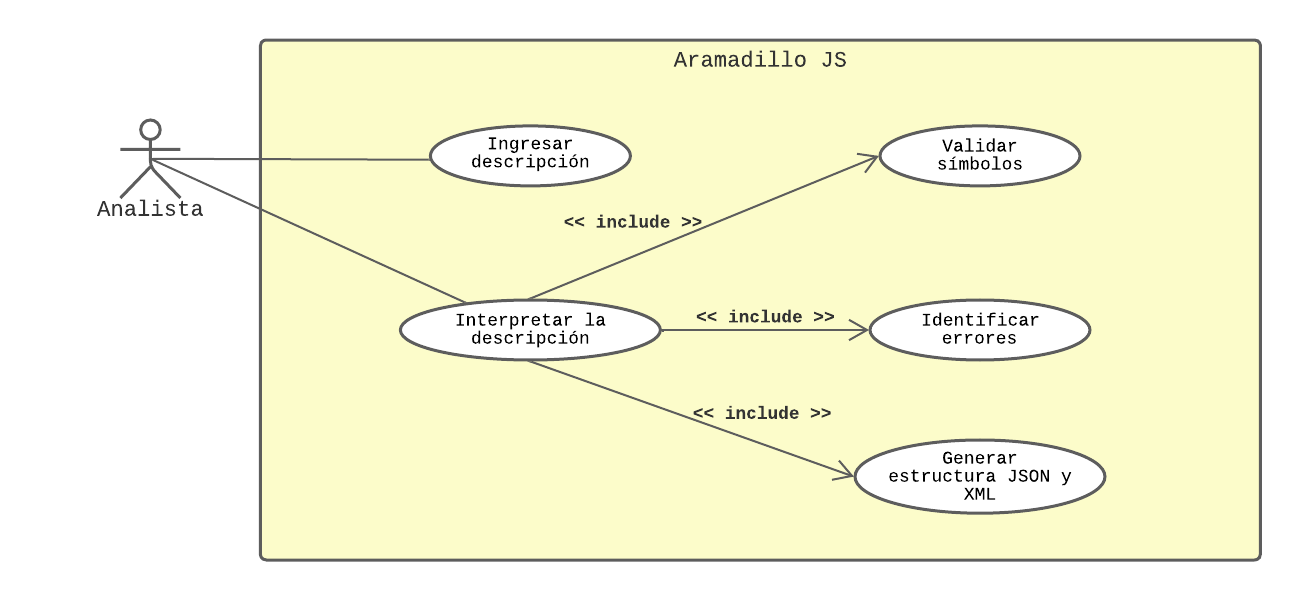 Aramadillo JS
Analista
Ingresar
descripción
Validar
símbolos
<< include >>
Interpretar la
descripción
<< include >>
Identificar
errores
<< include >>
Generar
estructura JSON y
XML